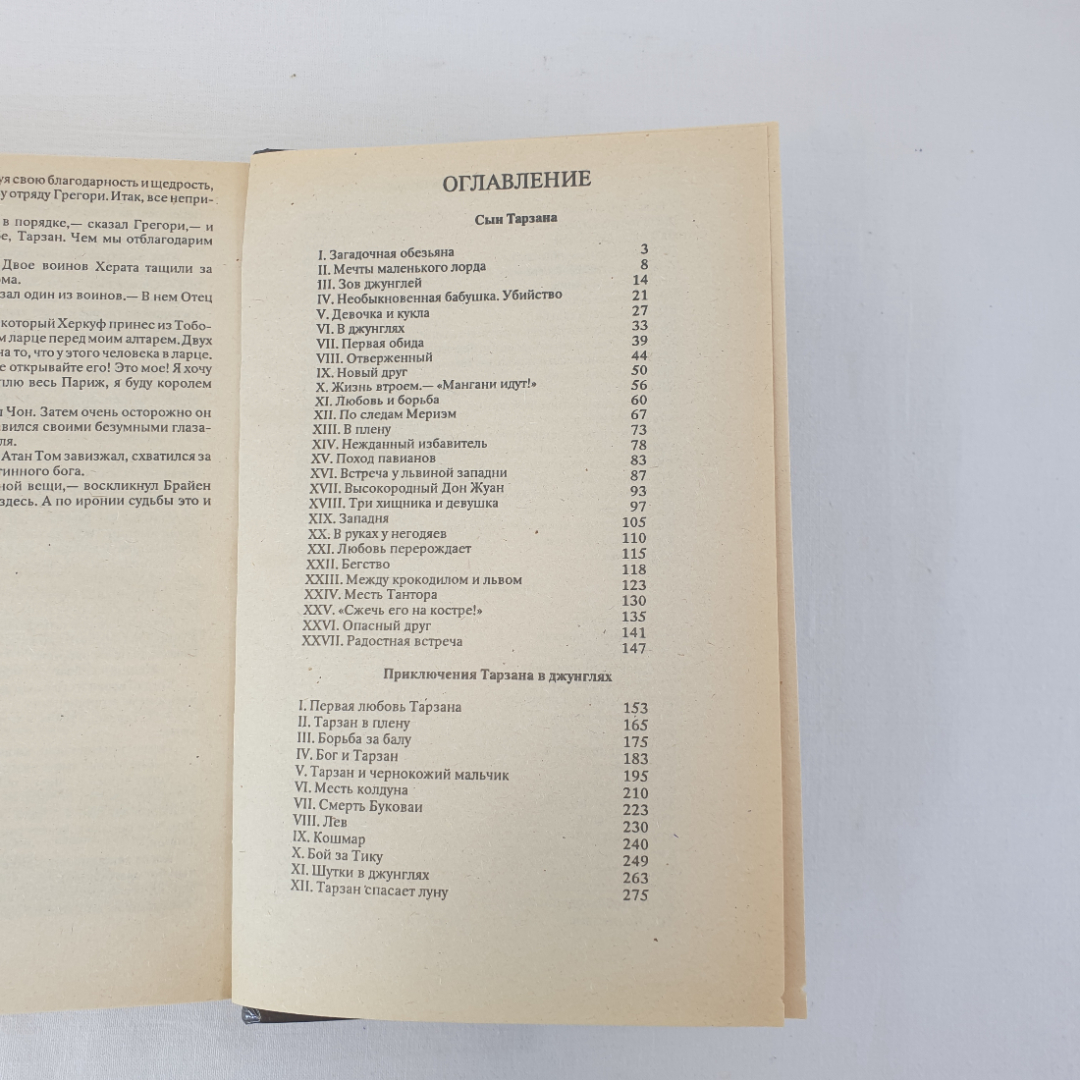 уя свою благодарность и щедрость,
у отряду Грегори. Итак, все непри-
в порядке,— сказал Грегори,— и
е, Тарзан. Чем мы отблагодарим
Двое воинов Херата тащили за
ома.
зал один из воинов.— В нем Отец
который Херкуф принес из Тобо-
м ларце перед моим алтарем. Двух
на то, что у этого человека в ларце.
е открывайте его! Это мое! Я хочу
плю весь Париж, я буду королем
л Чон. Затем очень осторожно он
авился своими безумными глаза-
ля.
Атан Том завизжал, схватился за
тинного бога.
ной вещи,— воскликнул Брайен
здесь. А по иронии судьбы это и
ОГЛАВЛЕНИЕ
Сын Тарзана
I. Загадочная обезьяна 3
II. Мечты маленького лорда 8
III. Зов джунглей 14
IV. Необыкновенная бабушка. Убийство 21
V. Девочка и кукла 27
VI. В джунглях 33
VII. Первая обида 39
VIII. Отверженный 44
IX. Новый друг 50
X. Жизнь втроем.— «Мангани идут!» 56
XI. Любовь и борьба 60
XII. По следам Мериэм 67
XIII. В плену 73
XIV. Нежданный избавитель 78
XV. Поход павианов 83
XVI. Встреча у львиной западни 87
XVII. Высокородный Дон Жуан 93
XVIII. Три хищника и девушка 97
XIX. Западня 105
XX. В руках у негодяев 110
XXI. Любовь перерождает 115
XXII. Бегство 118
XXIII. Между крокодилом и львом 123
XXIV. Месть Тантора 130
XXV. «Сжечь его на костре!» 135
XXVI. Опасный друг 141
XXVII. Радостная встреча 147
Приключения Тарзана в джунглях
I. Первая любовь Тарзана 153
II. Тарзан в плену 165
III. Борьба за балу 175
IV. Бог и Тарзан 183
V. Тарзан и чернокожий мальчик 195
VI. Месть колдуна 210
VII. Смерть Буковаи 223
VIII. Лев 230
IX. Кошмар 240
X. Бой за Тику 249
XI. Шутки в джунглях 263
XII. Тарзан спасает луну 275